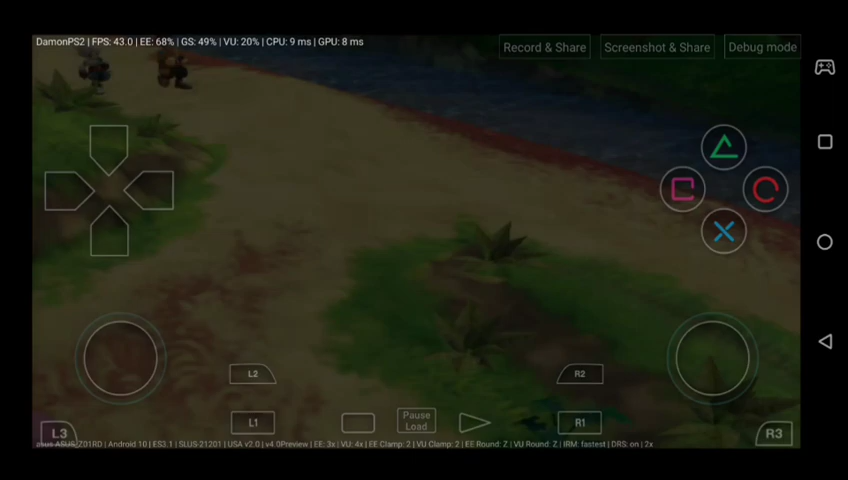 DamonPS2 | FPS: 43.0 | EE: 68% | GS: 49% | VU: 20% | CPU: 9 ms | GPU: 8 ms
Record & Share
Screenshot & Share
Debug mode
L2
R2
L1
Pause
Load
R1
L3
R3
asus ASUS_Z01RD | Android 10 | ES3.1 | SLUS-21201 | USA v2.0 | v4.0Preview | EE: 3x | VU: 4x | EE Clamp: 2 | VU Clamp: 2 | EE Round: Z | VU Round: Z | IRM: fastest | DRS: on | 2x